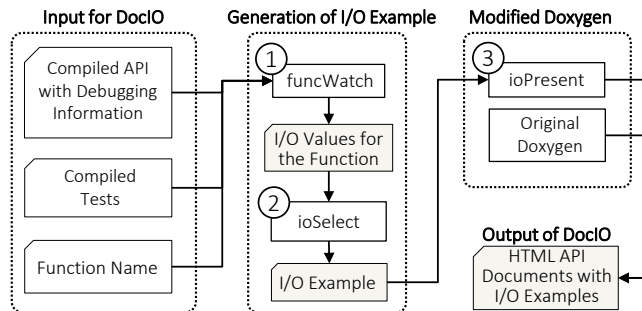 Input for DocIO
Compiled API
with Debugging
Information
Compiled
Tests
Function Name
Generation of I/O Example
1
funcWatch
I/O Values for
the Function
2
ioSelect
I/O Example
Modified Doxygen
3
ioPresent
Original
Doxygen
Output of DocIO
HTML API
Documents with
I/O Examples